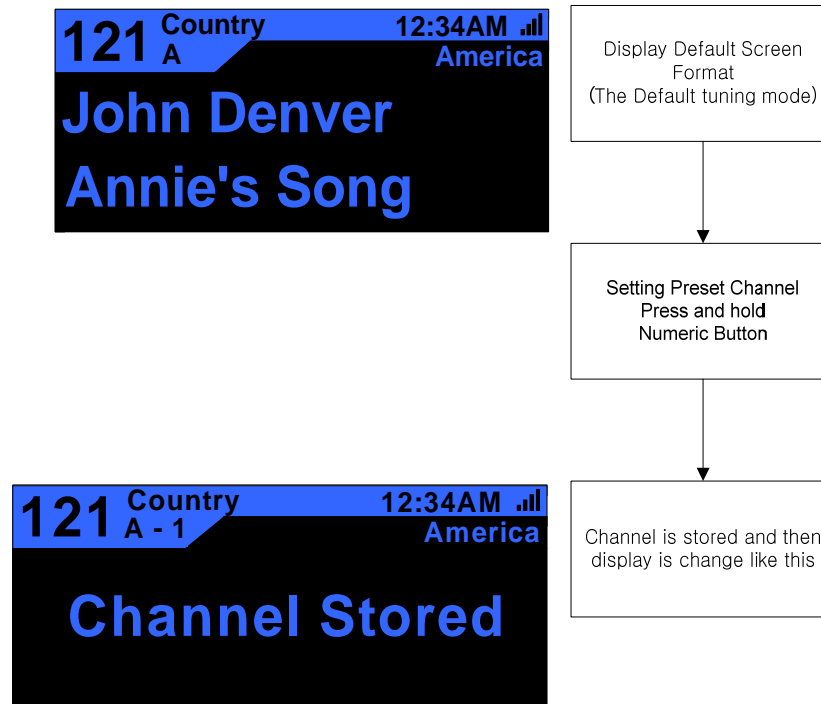 121 Country 12:34AM
A America
John Denver
Annie's Song
Display Default Screen
Format
(The Default tuning mode)
Setting Preset Channel
Press and hold
Numeric Button
121 Country 12:34AM
A - 1 America
Channel Stored
Channel is stored and then
display is change like this